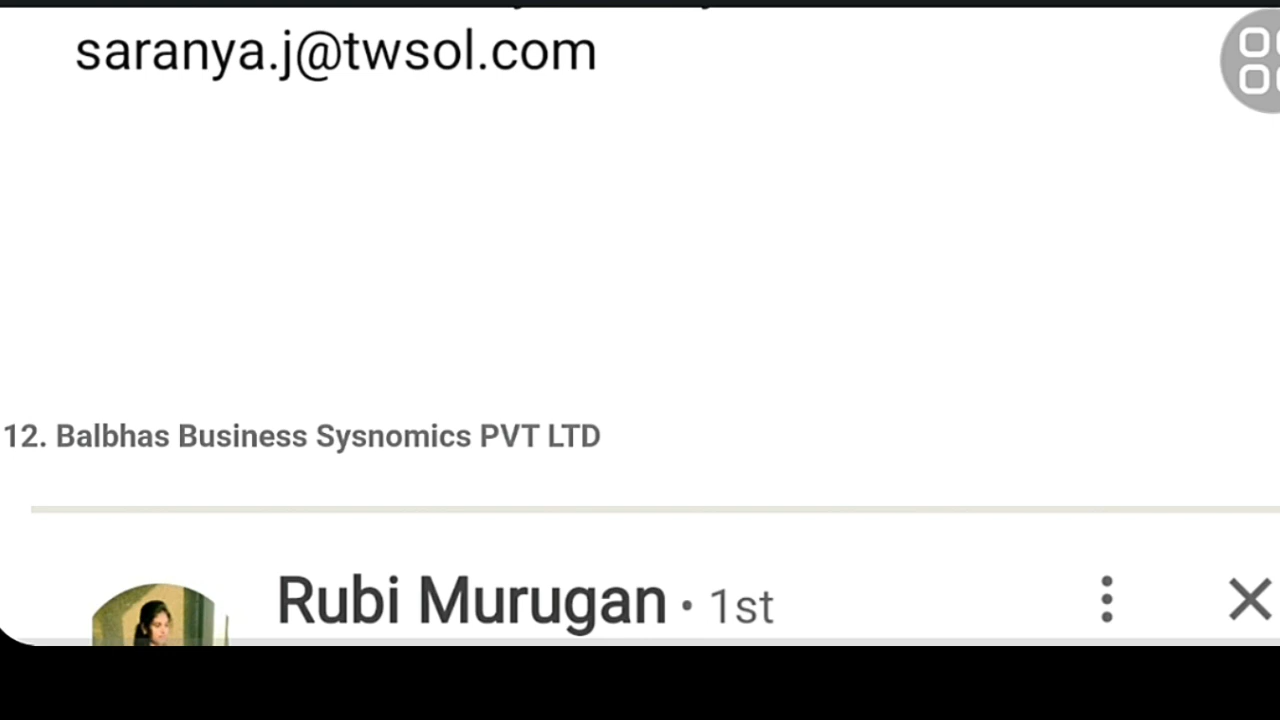 saranya.j@twsol.com
12. Balbhas Business Sysnomics PVT LTD
Rubi Murugan • 1st